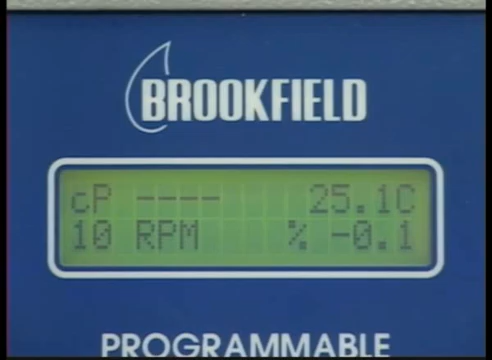 BROOKFIELD
cP ---- 25.1C
10 RPM % -0.1
PROGRAMMABLE